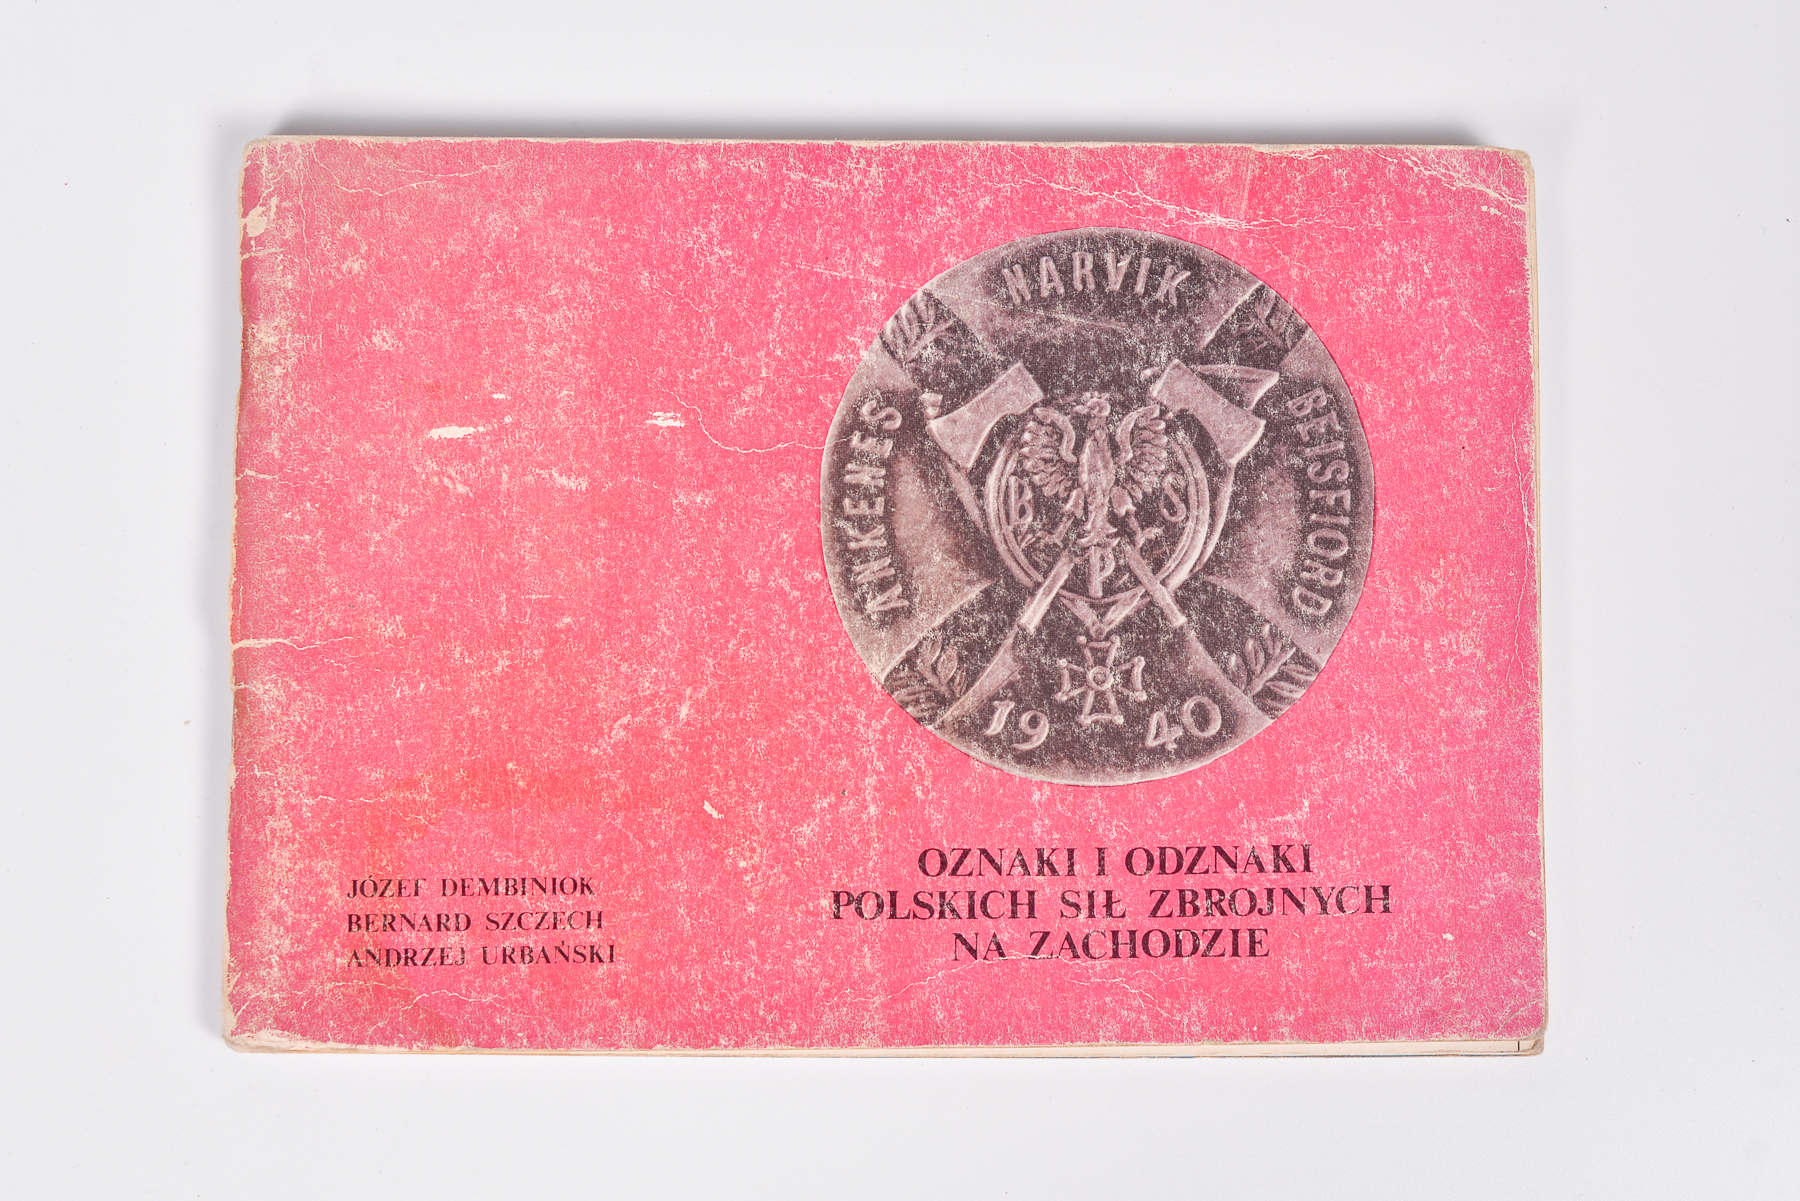 NARVIK
ANKENES
BEISFIORD
B S
P
19 40
JÓZEF DEMBINIOK
BERNARD SZCZECH
ANDRZEJ URBAŃSKI
OZNAKI I ODZNAKI
POLSKICH SIŁ ZBROJNYCH
NA ZACHODZIE